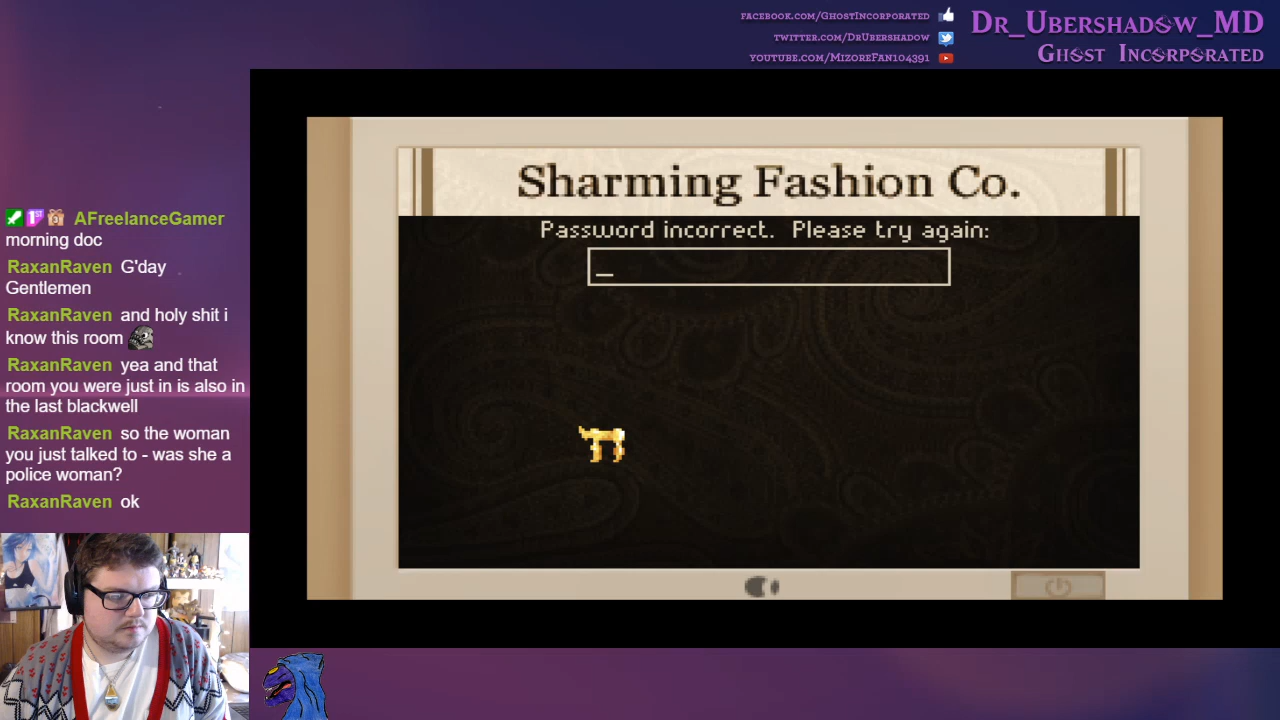 FACEBOOK.COM/GHOSTINCORPORATED
TWITTER.COM/DRUBERSHADOW
YOUTUBE.COM/MIZOREFAN104391
Dr_Ubershadow_MD
Ghost Incorporated
AFreelanceGamer
morning doc
RaxanRaven G'day
Gentlemen
RaxanRaven and holy shit i
know this room
RaxanRaven yea and that
room you were just in is also in
the last blackwell
RaxanRaven so the woman
you just talked to - was she a
police woman?
RaxanRaven ok
Sharming Fashion Co.
Password incorrect. Please try again:
_
ח